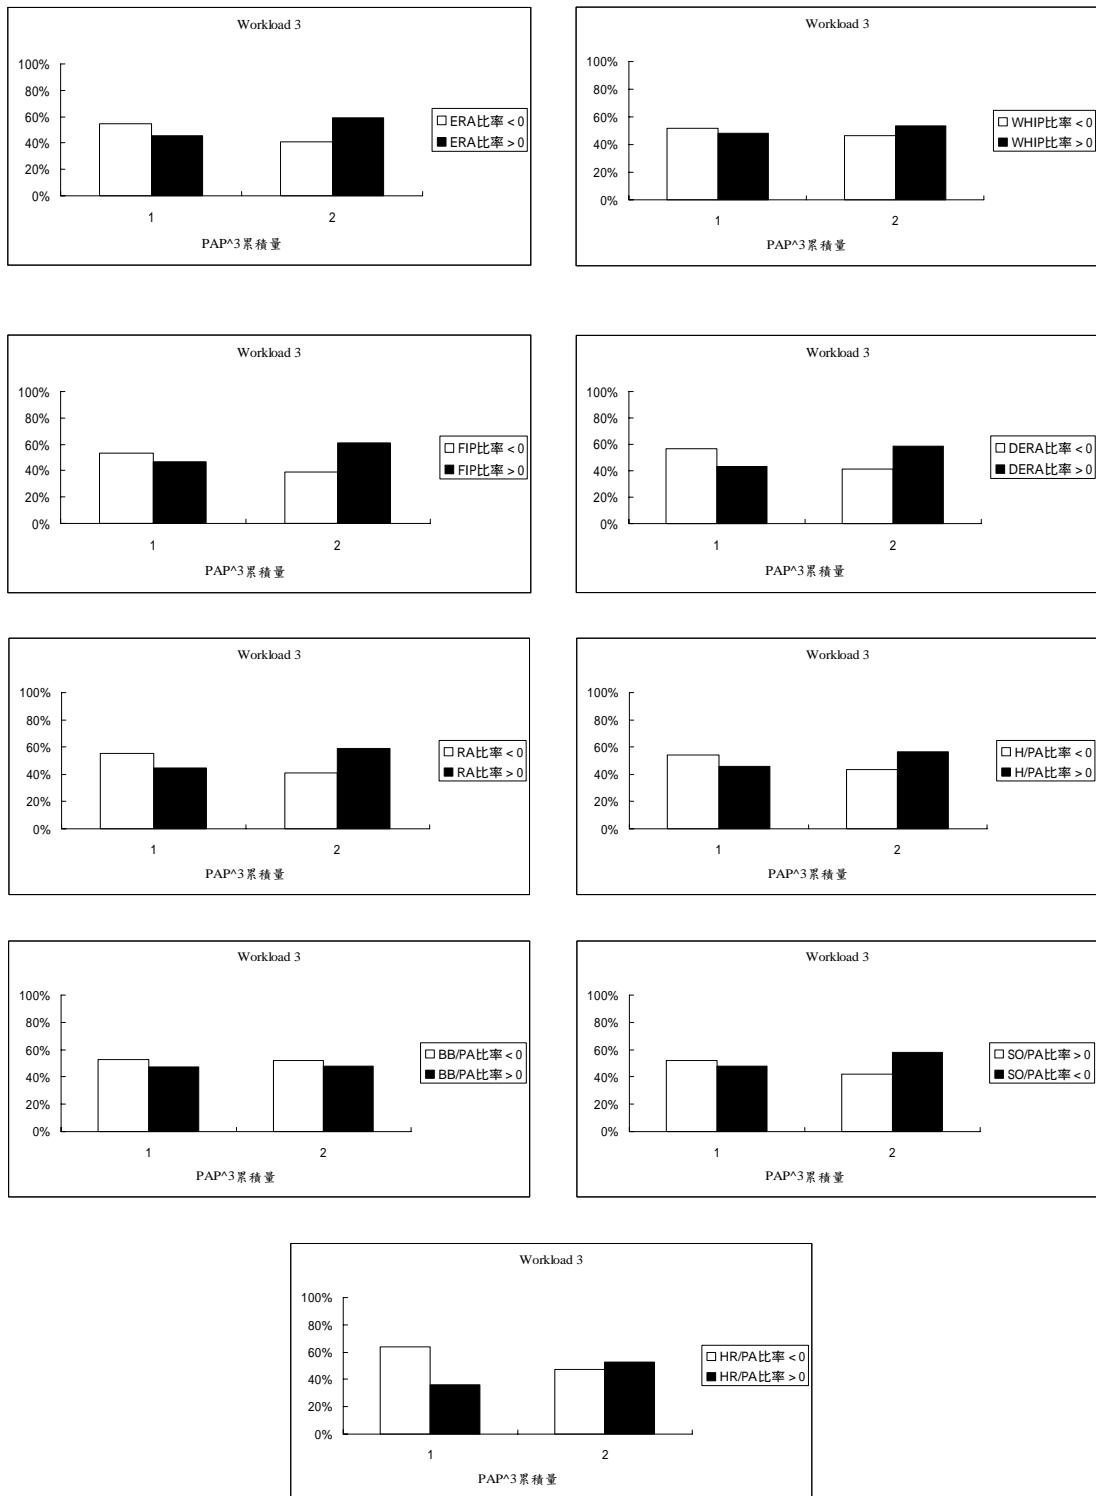 Workload 3
100%
80%
60%
40%
20%
0%
1 2
PAP^3累積量
ERA比率 < 0
ERA比率 > 0
Workload 3
100%
80%
60%
40%
20%
0%
1 2
PAP^3累積量
WHIP比率 < 0
WHIP比率 > 0
Workload 3
100%
80%
60%
40%
20%
0%
1 2
PAP^3累積量
FIP比率 < 0
FIP比率 > 0
Workload 3
100%
80%
60%
40%
20%
0%
1 2
PAP^3累積量
DERA比率 < 0
DERA比率 > 0
Workload 3
100%
80%
60%
40%
20%
0%
1 2
PAP^3累積量
RA比率 < 0
RA比率 > 0
Workload 3
100%
80%
60%
40%
20%
0%
1 2
PAP^3累積量
H/PA比率 < 0
H/PA比率 > 0
Workload 3
100%
80%
60%
40%
20%
0%
1 2
PAP^3累積量
BB/PA比率 < 0
BB/PA比率 > 0
Workload 3
100%
80%
60%
40%
20%
0%
1 2
PAP^3累積量
SO/PA比率 > 0
SO/PA比率 < 0
Workload 3
100%
80%
60%
40%
20%
0%
1 2
PAP^3累積量
HR/PA比率 < 0
HR/PA比率 > 0